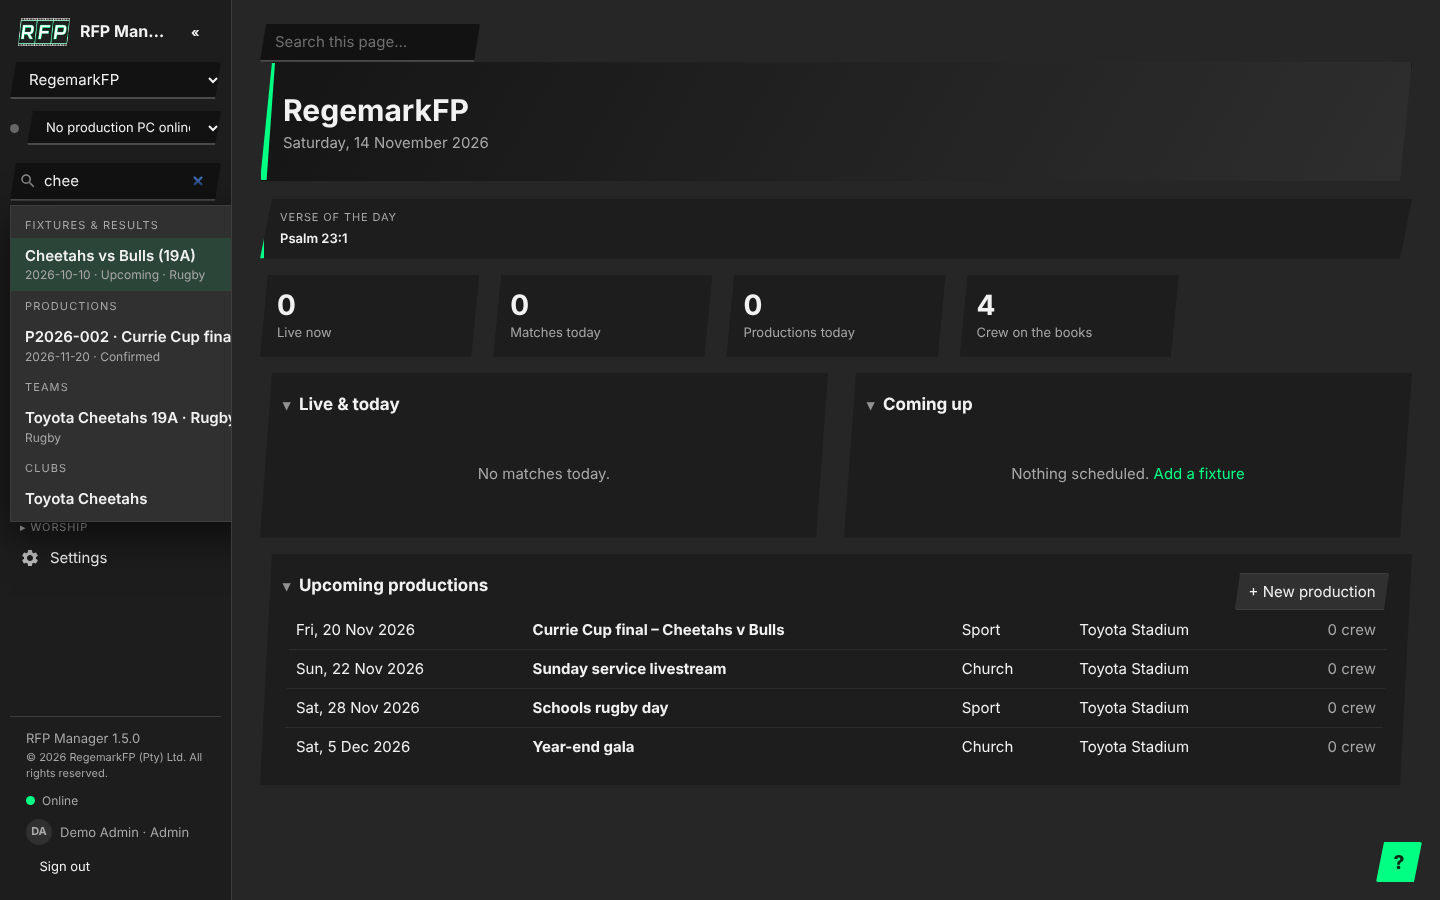 RFP RFP Man... «
RegemarkFP
No production PC online
chee
FIXTURES & RESULTS
Cheetahs vs Bulls (19A)
2026-10-10 · Upcoming · Rugby
PRODUCTIONS
P2026-002 · Currie Cup fina
2026-11-20 · Confirmed
TEAMS
Toyota Cheetahs 19A · Rugby
Rugby
CLUBS
Toyota Cheetahs
▸ WORSHIP
Settings
RFP Manager 1.5.0
© 2026 RegemarkFP (Pty) Ltd. All
rights reserved.
Online
DA Demo Admin · Admin
Sign out
Search this page...
RegemarkFP
Saturday, 14 November 2026
VERSE OF THE DAY
Psalm 23:1
0
Live now
0
Matches today
0
Productions today
4
Crew on the books
▾ Live & today
No matches today.
▾ Coming up
Nothing scheduled. Add a fixture
▾ Upcoming productions
+ New production
Fri, 20 Nov 2026 Currie Cup final – Cheetahs v Bulls Sport Toyota Stadium 0 crew
Sun, 22 Nov 2026 Sunday service livestream Church Toyota Stadium 0 crew
Sat, 28 Nov 2026 Schools rugby day Sport Toyota Stadium 0 crew
Sat, 5 Dec 2026 Year-end gala Church Toyota Stadium 0 crew
?